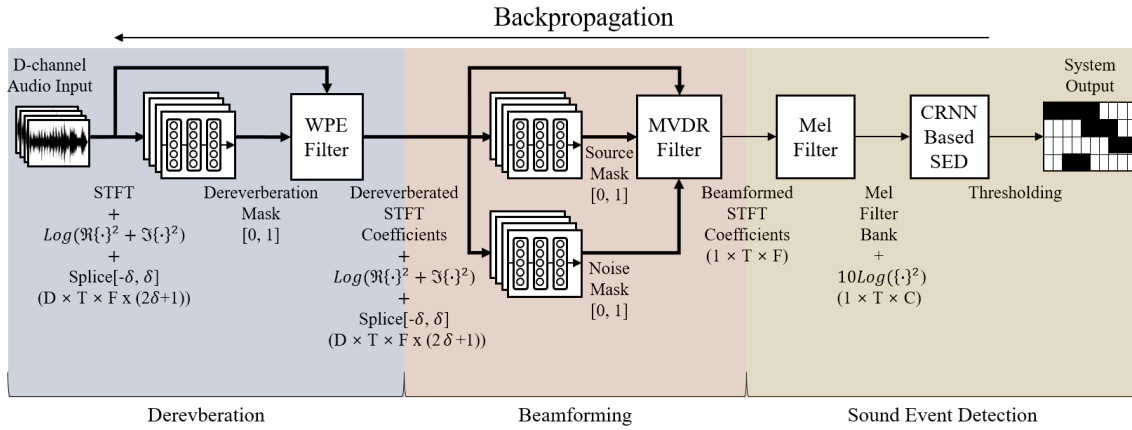 Backpropagation
D-channel
Audio Input
STFT
+
Log(ℜ{·}² + ℑ{·}²)
+
Splice[-δ, δ]
(D × T × F x (2δ+1))
Dereverberation
Mask
[0, 1]
WPE
Filter
Dereverberated
STFT
Coefficients
+
Log(ℜ{·}² + ℑ{·}²)
+
Splice[-δ, δ]
(D × T × F x (2δ+1))
Source
Mask
[0, 1]
Noise
Mask
[0, 1]
MVDR
Filter
Beamformed
STFT
Coefficients
(1 × T × F)
Mel
Filter
Mel
Filter
Bank
+
10Log({·}²)
(1 × T × C)
CRNN
Based
SED
Thresholding
System
Output
Derevberation
Beamforming
Sound Event Detection